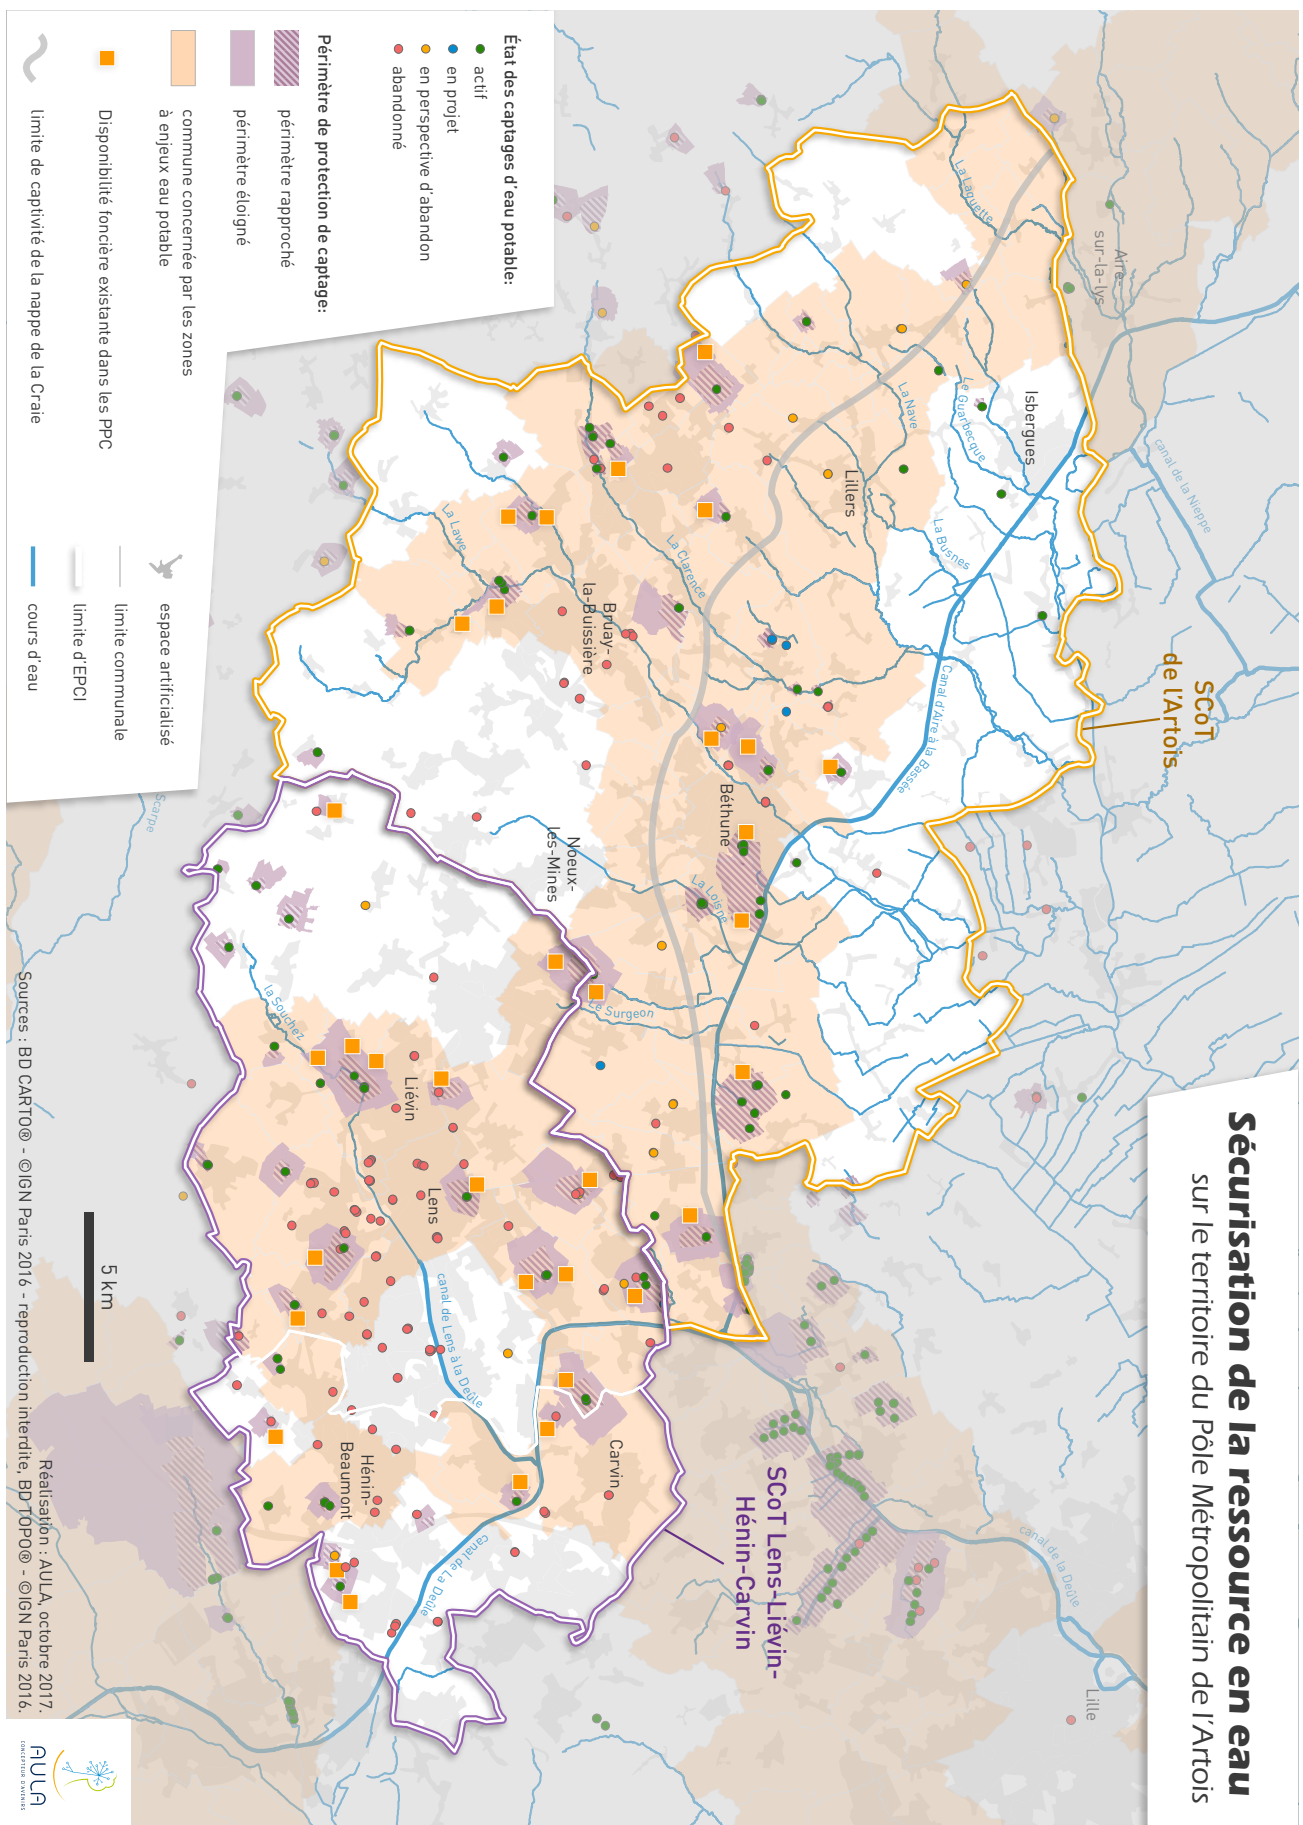 Sécurisation de la ressource en eau
sur le territoire du Pôle Métropolitain de l'Artois
État des captages d'eau potable:
actif
en projet
en perspective d'abandon
abandonné
Périmètre de protection de captage:
périmètre rapproché
périmètre éloigné
commune concernée par les zones
à enjeux eau potable
Disponibilité foncière existante dans les PPC
limite de captivité de la nappe de la Craie
espace artificialisé
limite communale
limite d'EPCI
cours d'eau
SCoT
de l'Artois
SCoT Lens-Liévin-
Hénin-Carvin
Aire-
sur-la-lys
canal de la Nieppe
La Laquette
Isbergues
Le Guarbecque
La Nave
Lillers
La Busnes
La Clarence
La Lawe
Bruay-
la-Buissière
Canal d'Aire à la Bassée
Béthune
La Loisne
Noeux-
les-Mines
Le Surgeon
Scarpe
la Souchez
Liévin
Lens
canal de Lens à la Deûle
Carvin
Hénin-
Beaumont
canal de La Deûle
canal de la Deûle
Lille
5 km
Réalisation : AULA, octobre 2017.
Sources : BD CARTO® - ©IGN Paris 2016 - reproduction interdite, BD TOPO® - ©IGN Paris 2016.
AULA
CONCEPTEUR D'AVENIRS